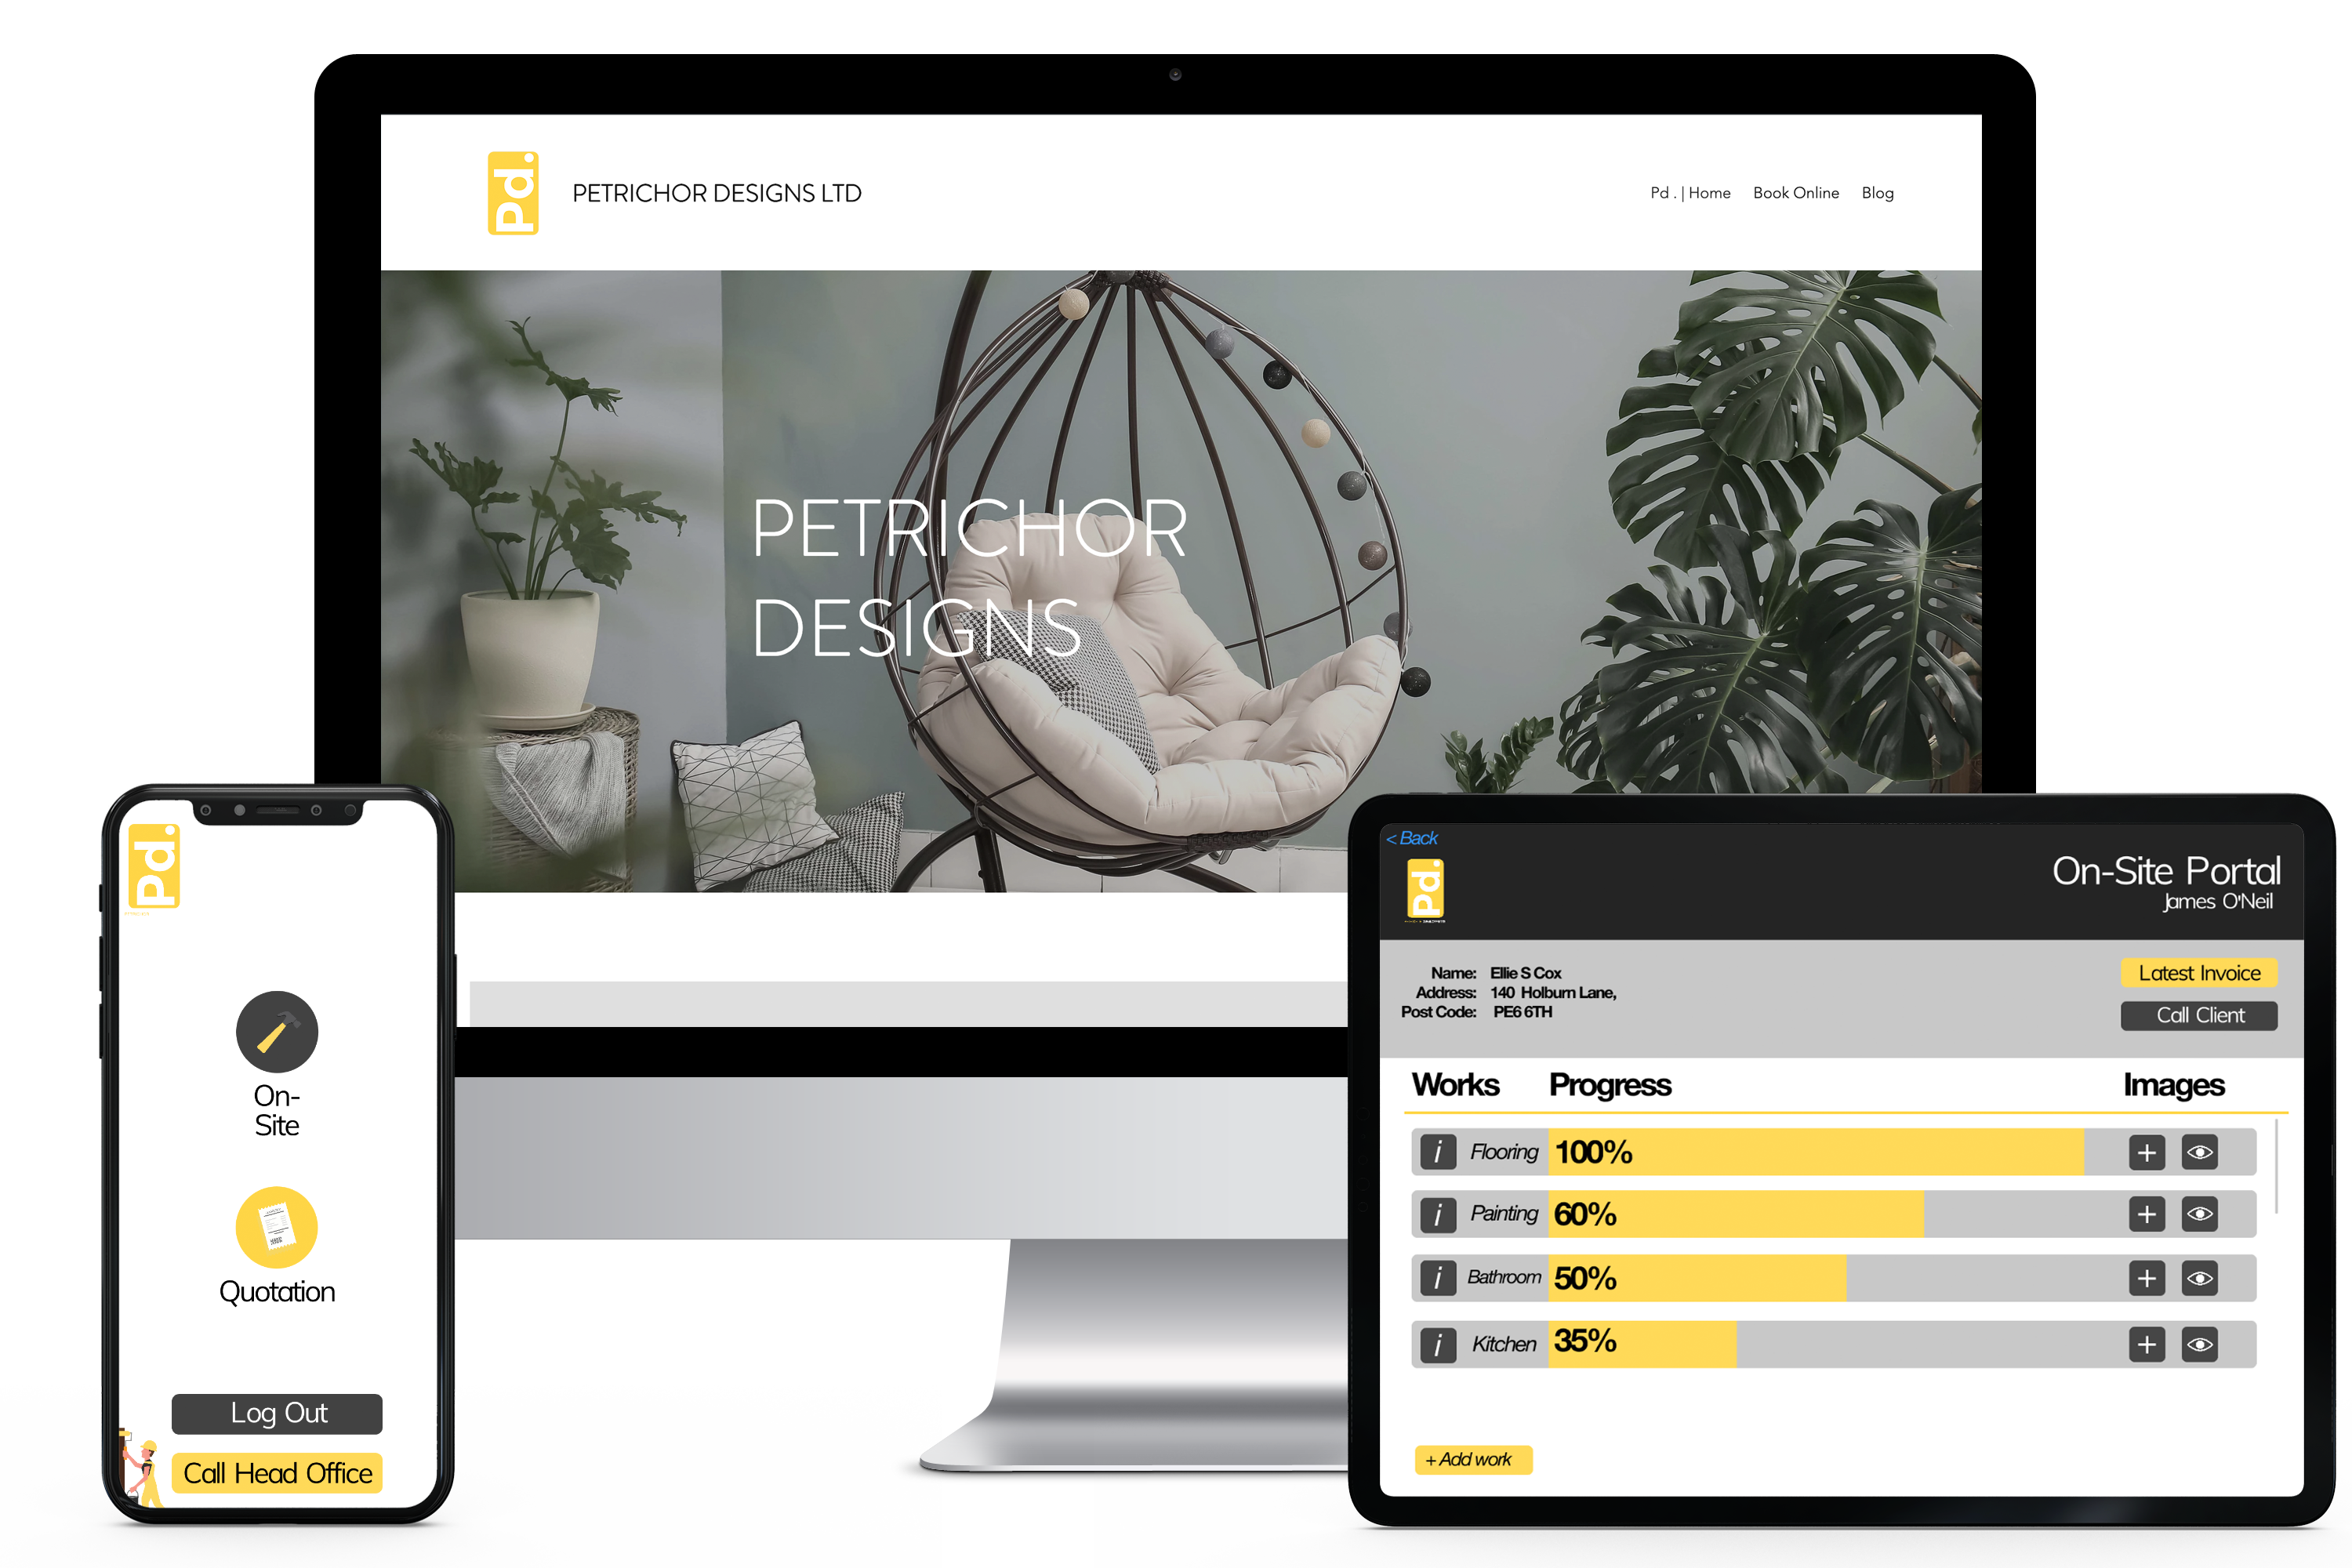 Pd.
PETRICHOR DESIGNS LTD
Pd . | Home
Book Online
Blog
PETRICHOR
DESIGNS
Pd.
On-
Site
Quotation
Log Out
Call Head Office
< Back
Pd.
On-Site Portal
James O'Neil
Name: Ellie S Cox
Address: 140 Holburn Lane,
Post Code: PE6 6TH
Latest Invoice
Call Client
Works Progress Images
i Flooring 100% +
i Painting 60% +
i Bathroom 50% +
i Kitchen 35% +
+ Add work